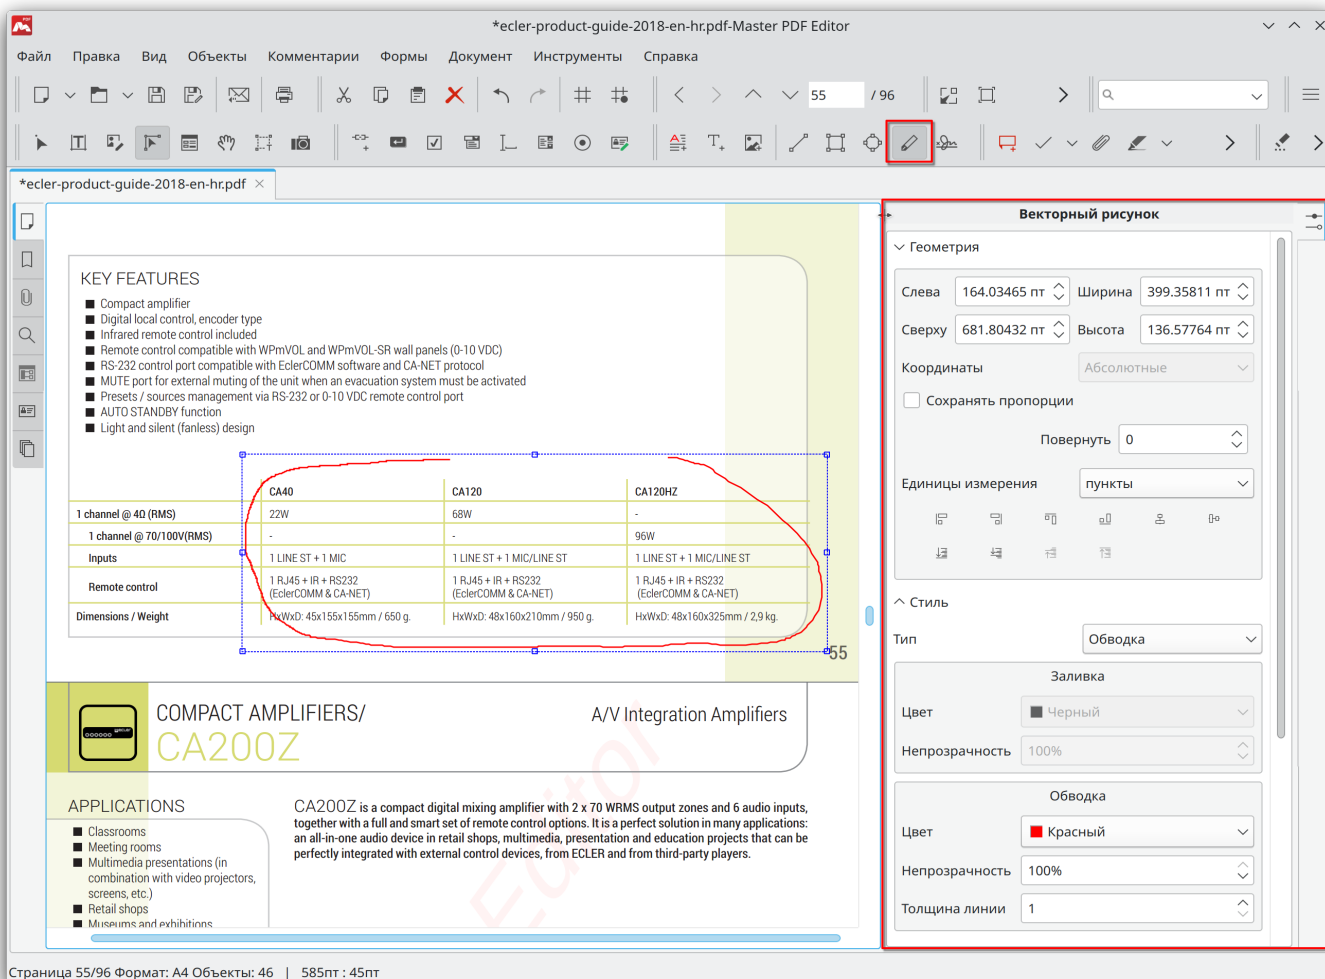 *ecler-product-guide-2018-en-hr.pdf-Master PDF Editor
Файл Правка Вид Объекты Комментарии Формы Документ Инструменты Справка
55 / 96
*ecler-product-guide-2018-en-hr.pdf
KEY FEATURES
Compact amplifier
Digital local control, encoder type
Infrared remote control included
Remote control compatible with WPmVOL and WPmVOL-SR wall panels (0-10 VDC)
RS-232 control port compatible with EclerCOMM software and CA-NET protocol
MUTE port for external muting of the unit when an evacuation system must be activated
Presets / sources management via RS-232 or 0-10 VDC remote control port
AUTO STANDBY function
Light and silent (fanless) design
CA40 CA120 CA120HZ
1 channel @ 4Ω (RMS) 22W 68W -
1 channel @ 70/100V(RMS) - - 96W
Inputs 1 LINE ST + 1 MIC 1 LINE ST + 1 MIC/LINE ST 1 LINE ST + 1 MIC/LINE ST
Remote control 1 RJ45 + IR + RS232 1 RJ45 + IR + RS232 1 RJ45 + IR + RS232
(EclerCOMM & CA-NET) (EclerCOMM & CA-NET) (EclerCOMM & CA-NET)
Dimensions / Weight HxWxD: 45x155x155mm / 650 g. HxWxD: 48x160x210mm / 950 g. HxWxD: 48x160x325mm / 2,9 kg.
55
COMPACT AMPLIFIERS/ A/V Integration Amplifiers
CA200Z
APPLICATIONS
Classrooms
Meeting rooms
Multimedia presentations (in
combination with video projectors,
screens, etc.)
Retail shops
Museums and exhibitions
CA200Z is a compact digital mixing amplifier with 2 x 70 WRMS output zones and 6 audio inputs,
together with a full and smart set of remote control options. It is a perfect solution in many applications:
an all-in-one audio device in retail shops, multimedia, presentation and education projects that can be
perfectly integrated with external control devices, from ECLER and from third-party players.
Editor
Векторный рисунок
Геометрия
Слева 164.03465 пт Ширина 399.35811 пт
Сверху 681.80432 пт Высота 136.57764 пт
Координаты Абсолютные
Сохранять пропорции
Повернуть 0
Единицы измерения пункты
Стиль
Тип Обводка
Заливка
Цвет Черный
Непрозрачность 100%
Обводка
Цвет Красный
Непрозрачность 100%
Толщина линии 1
Страница 55/96 Формат: A4 Объекты: 46 | 585пт : 45пт